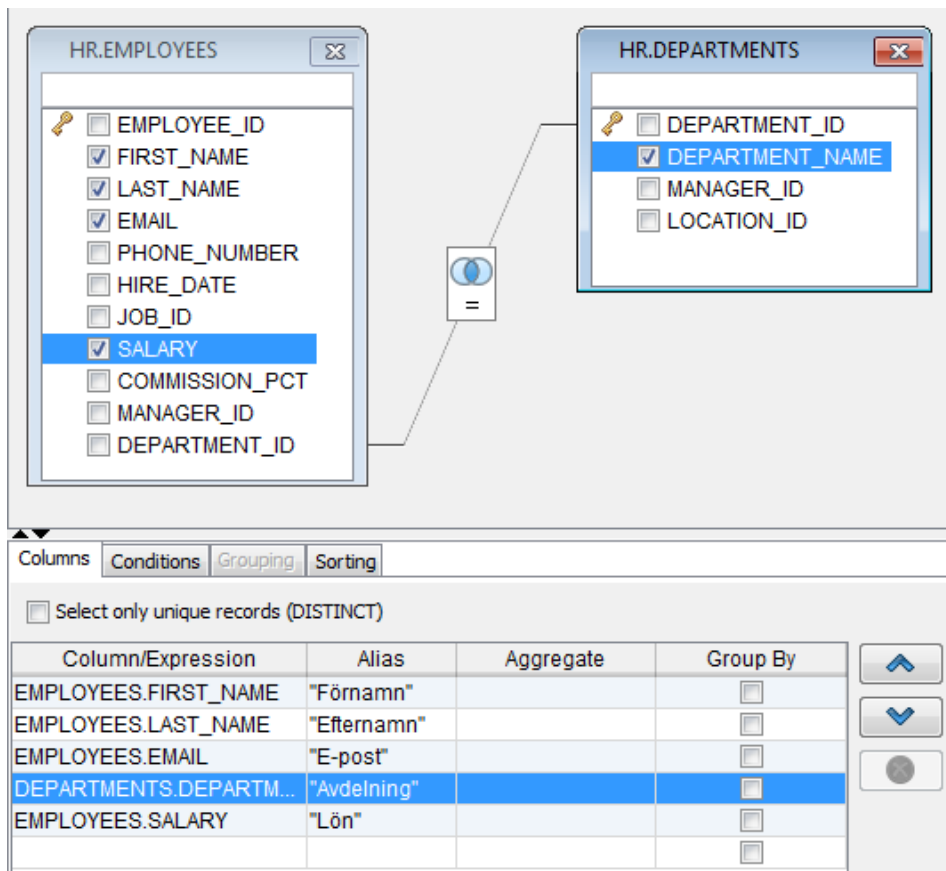 HR.EMPLOYEES
EMPLOYEE_ID
FIRST_NAME
LAST_NAME
EMAIL
PHONE_NUMBER
HIRE_DATE
JOB_ID
SALARY
COMMISSION_PCT
MANAGER_ID
DEPARTMENT_ID
=
HR.DEPARTMENTS
DEPARTMENT_ID
DEPARTMENT_NAME
MANAGER_ID
LOCATION_ID
Columns Conditions Grouping Sorting
Select only unique records (DISTINCT)
Column/Expression Alias Aggregate Group By
EMPLOYEES.FIRST_NAME "Förnamn"
EMPLOYEES.LAST_NAME "Efternamn"
EMPLOYEES.EMAIL "E-post"
DEPARTMENTS.DEPARTM... "Avdelning"
EMPLOYEES.SALARY "Lön"